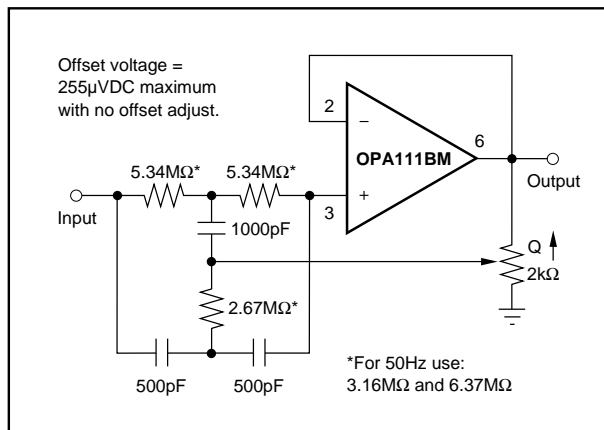 Offset voltage =
255µVDC maximum
with no offset adjust.
2
–
OPA111BM
6
+
3
5.34MΩ*
5.34MΩ*
Input
Output
1000pF
Q
2kΩ
2.67MΩ*
500pF
500pF
*For 50Hz use:
3.16MΩ and 6.37MΩ